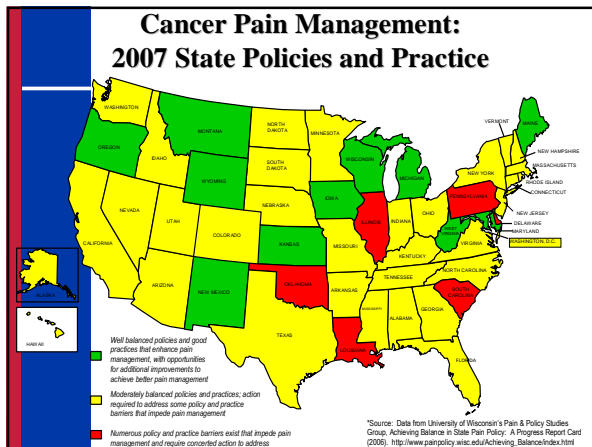 Cancer Pain Management:
2007 State Policies and Practice
WASHINGTON
OREGON
CALIFORNIA
NEVADA
IDAHO
MONTANA
WYOMING
UTAH
COLORADO
ARIZONA
NEW MEXICO
NORTH
DAKOTA
SOUTH
DAKOTA
NEBRASKA
KANSAS
OKLAHOMA
TEXAS
MINNESOTA
IOWA
MISSOURI
ARKANSAS
LOUISIANA
WISCONSIN
ILLINOIS
MICHIGAN
INDIANA
OHIO
KENTUCKY
TENNESSEE
MISSISSIPPI
ALABAMA
GEORGIA
FLORIDA
SOUTH
CAROLINA
NORTH CAROLINA
VIRGINIA
WEST
VIRGINIA
PENNSYLVANIA
NEW YORK
VERMONT
MAINE
NEW HAMPSHIRE
MASSACHUSETTS
RHODE ISLAND
CONNECTICUT
NEW JERSEY
DELAWARE
MARYLAND
WASHINGTON, D.C.
ALASKA
HAWAII
Well balanced policies and good
practices that enhance pain
management, with opportunities
for additional improvements to
achieve better pain management
Moderately balanced policies and practices; action
required to address some policy and practice
barriers that impede pain management
Numerous policy and practice barriers exist that impede pain
management and require concerted action to address
*Source: Data from University of Wisconsin's Pain & Policy Studies
Group, Achieving Balance in State Pain Policy: A Progress Report Card
(2006). http://www.painpolicy.wisc.edu/Achieving_Balance/index.html